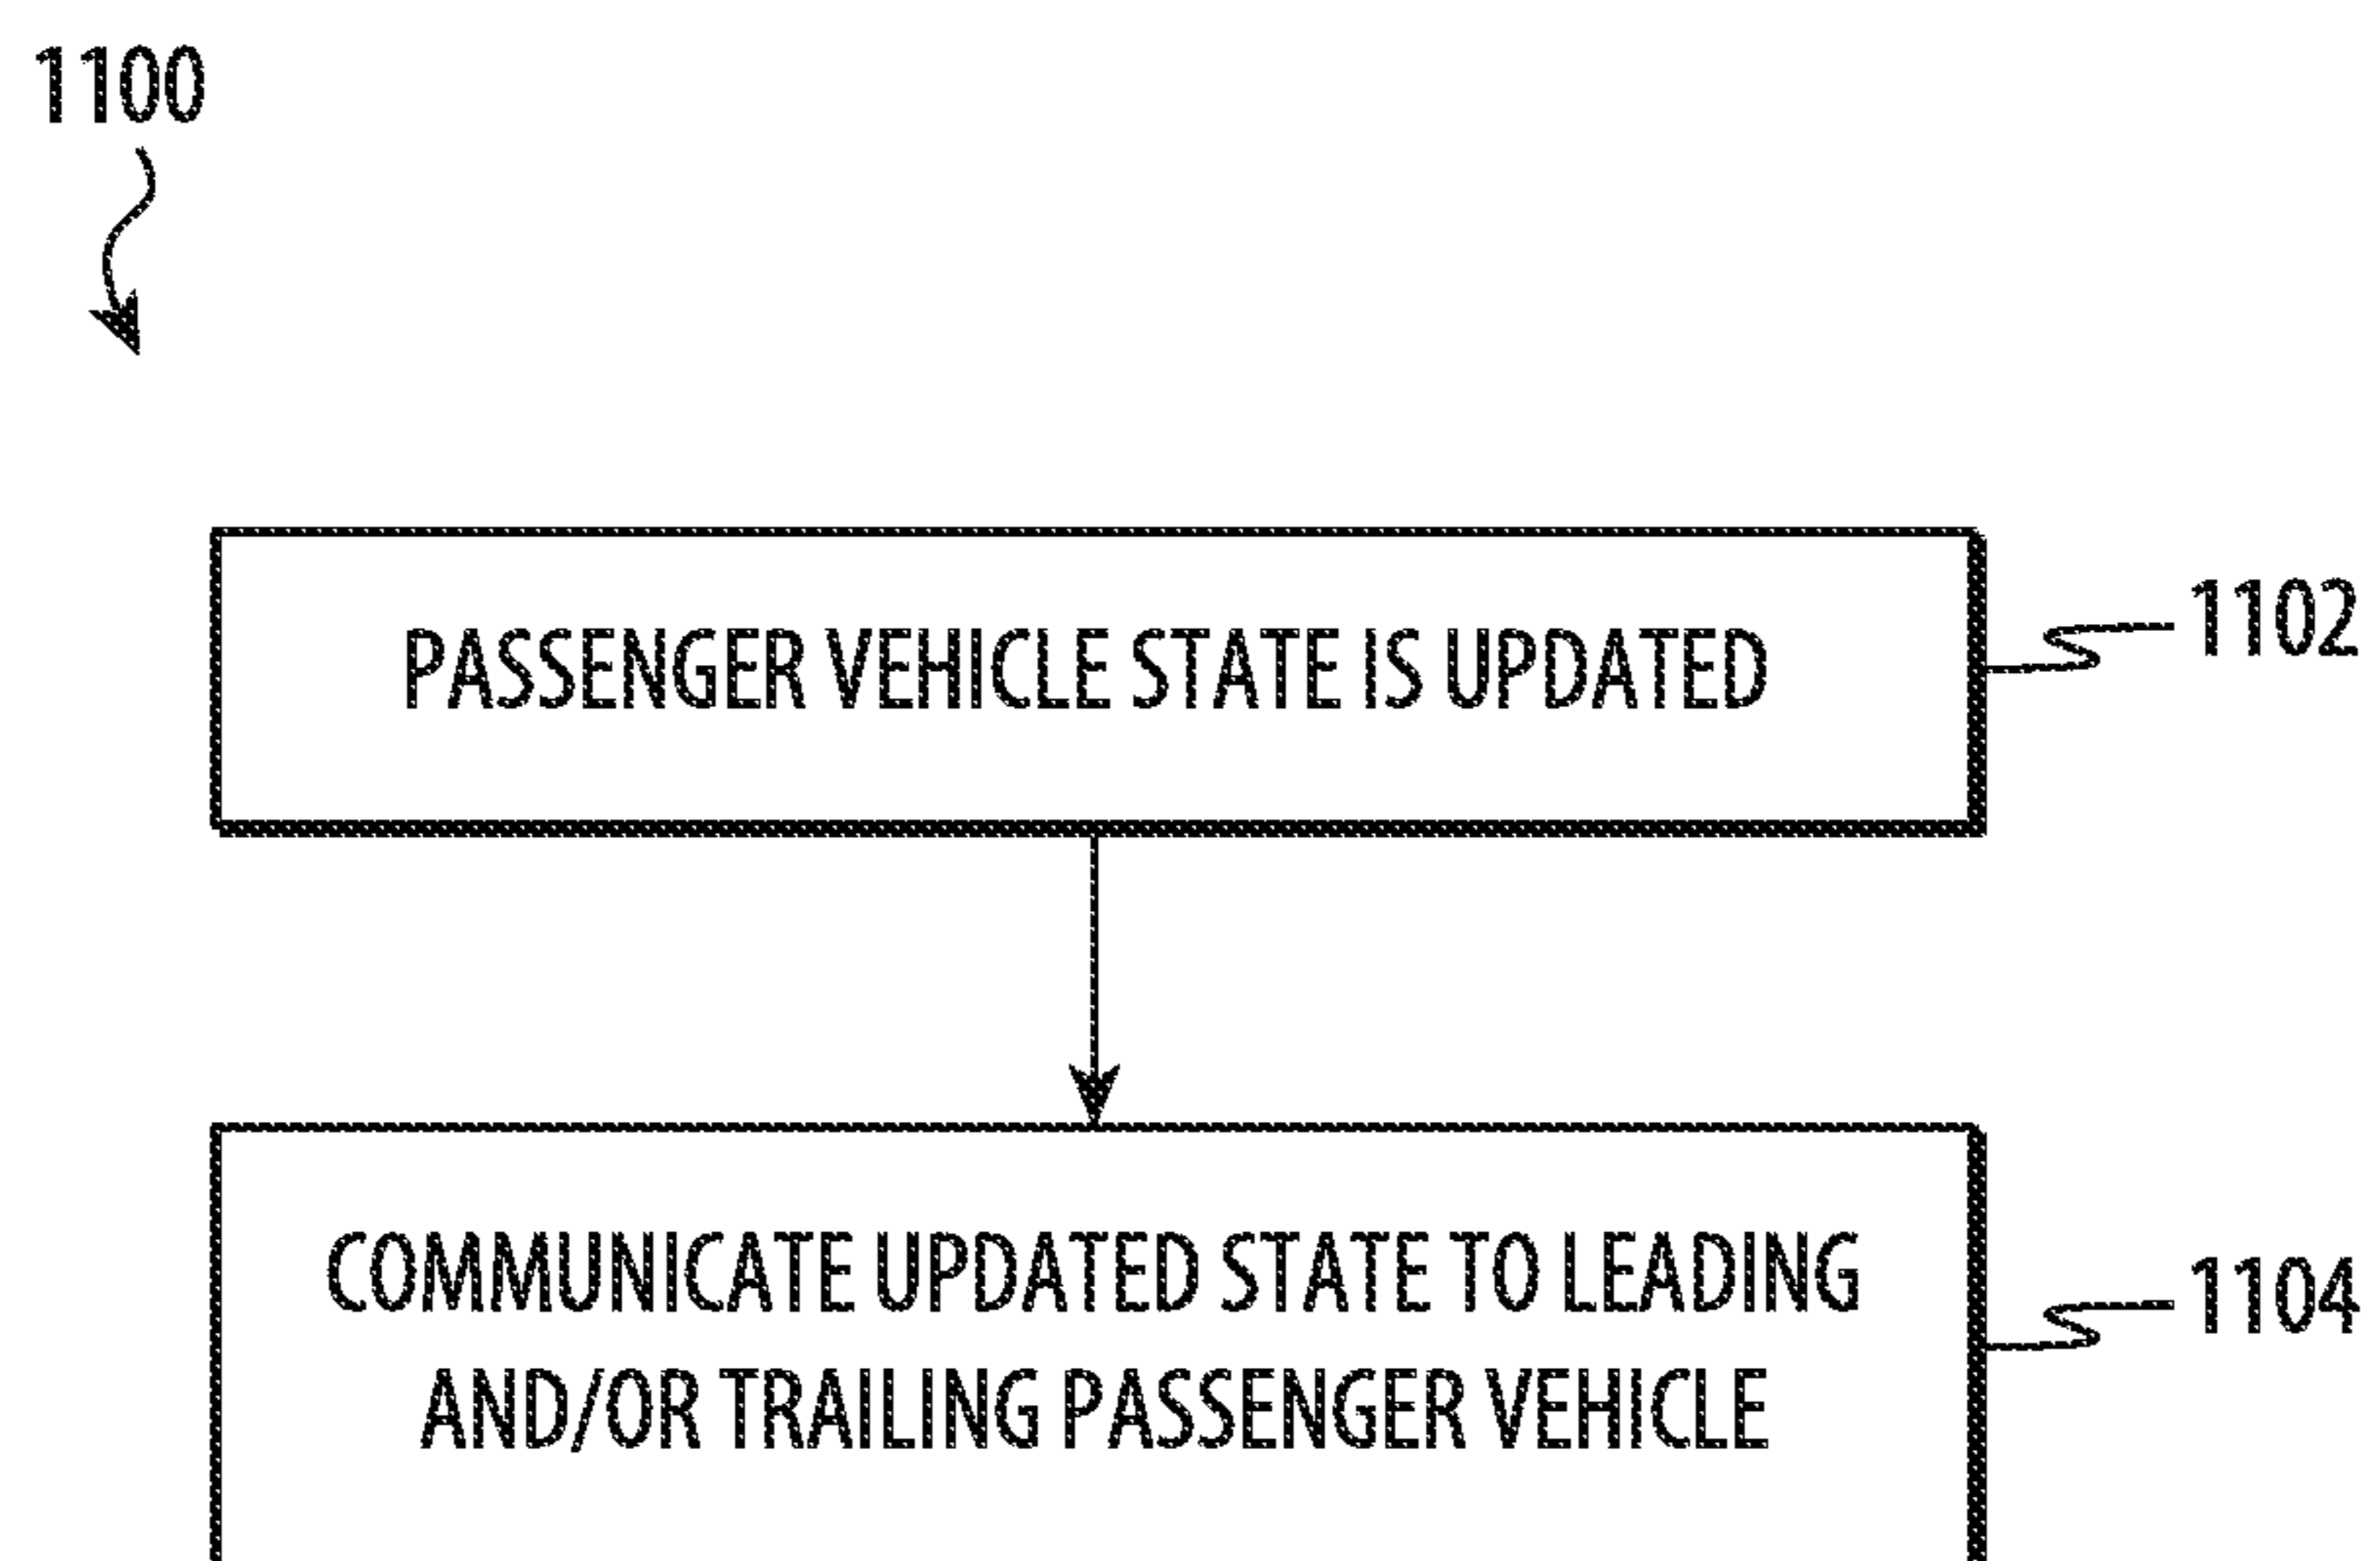 1100
PASSENGER VEHICLE STATE IS UPDATED
1102
COMMUNICATE UPDATED STATE TO LEADING
AND/OR TRAILING PASSENGER VEHICLE
1104